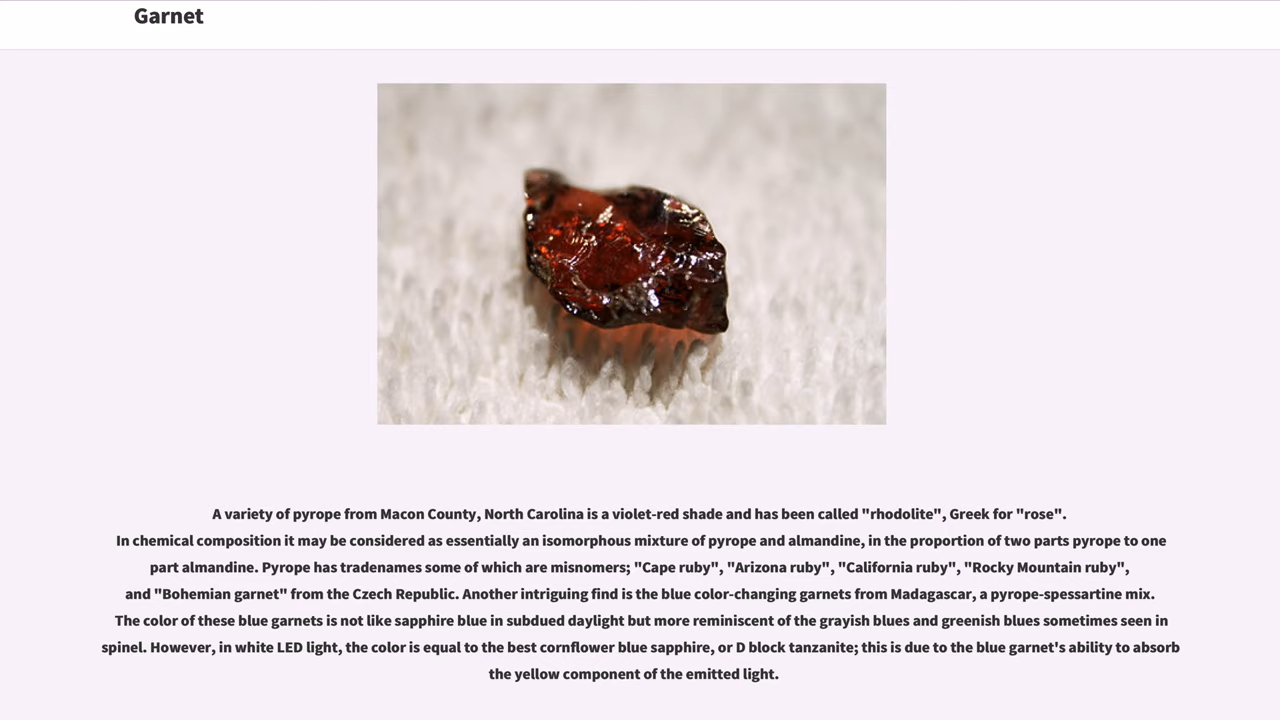 Garnet
A variety of pyrope from Macon County, North Carolina is a violet-red shade and has been called "rhodolite", Greek for "rose".
In chemical composition it may be considered as essentially an isomorphous mixture of pyrope and almandine, in the proportion of two parts pyrope to one
part almandine. Pyrope has tradenames some of which are misnomers; "Cape ruby", "Arizona ruby", "California ruby", "Rocky Mountain ruby",
and "Bohemian garnet" from the Czech Republic. Another intriguing find is the blue color-changing garnets from Madagascar, a pyrope-spessartine mix.
The color of these blue garnets is not like sapphire blue in subdued daylight but more reminiscent of the grayish blues and greenish blues sometimes seen in
spinel. However, in white LED light, the color is equal to the best cornflower blue sapphire, or D block tanzanite; this is due to the blue garnet's ability to absorb
the yellow component of the emitted light.